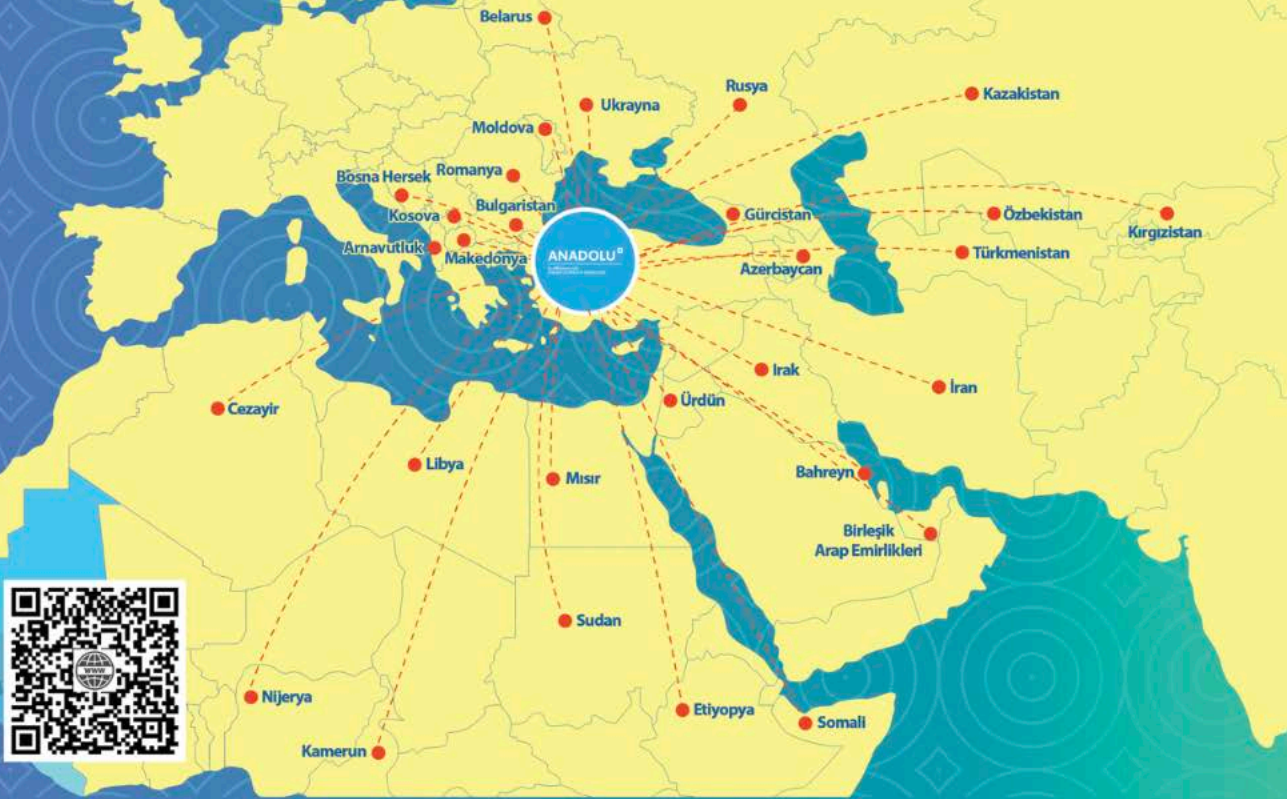 Belarus
Rusya
Kazakistan
Ukrayna
Moldova
Romanya
Bosna Hersek
Bulgaristan
Kosova
Gürcistan
Özbekistan
Kırgızistan
Arnavutluk
Makedonya
ANADOLU
Türkmenistan
Azerbaycan
Irak
İran
Ürdün
Cezayir
Libya
Mısır
Bahreyn
Birleşik
Arap Emirlikleri
Sudan
WWW
Nijerya
Etiyopya
Somali
Kamerun